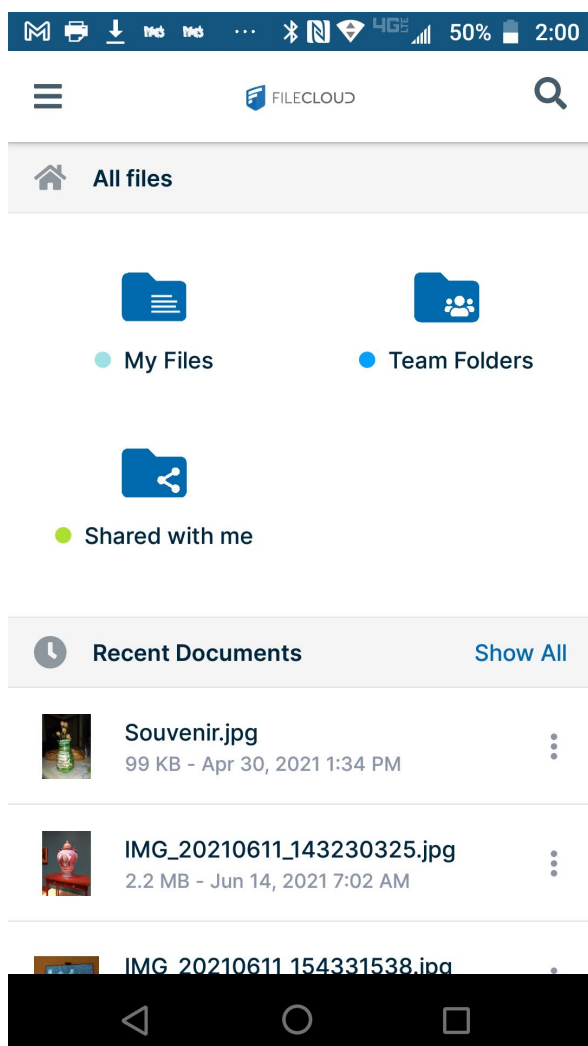 4G LTE 50% 2:00
FILECLOUD
All files
My Files
Team Folders
Shared with me
Recent Documents Show All
Souvenir.jpg
99 KB - Apr 30, 2021 1:34 PM
IMG_20210611_143230325.jpg
2.2 MB - Jun 14, 2021 7:02 AM
IMG_20210611_154331538.jpg